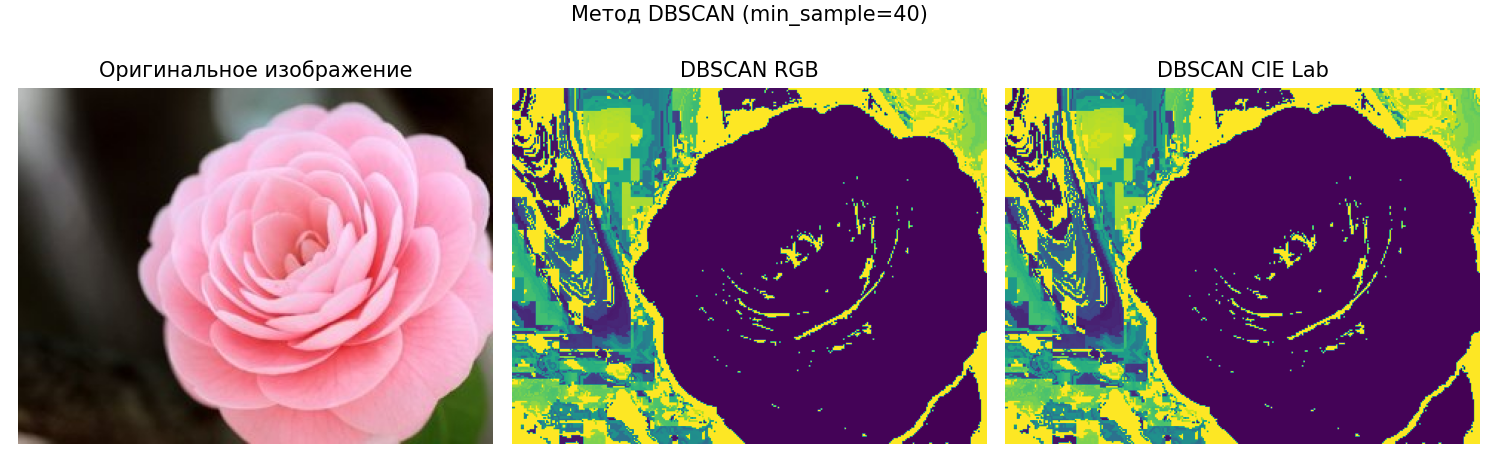 Метод DBSCAN (min_sample=40)
Оригинальное изображение
DBSCAN RGB
DBSCAN CIE Lab